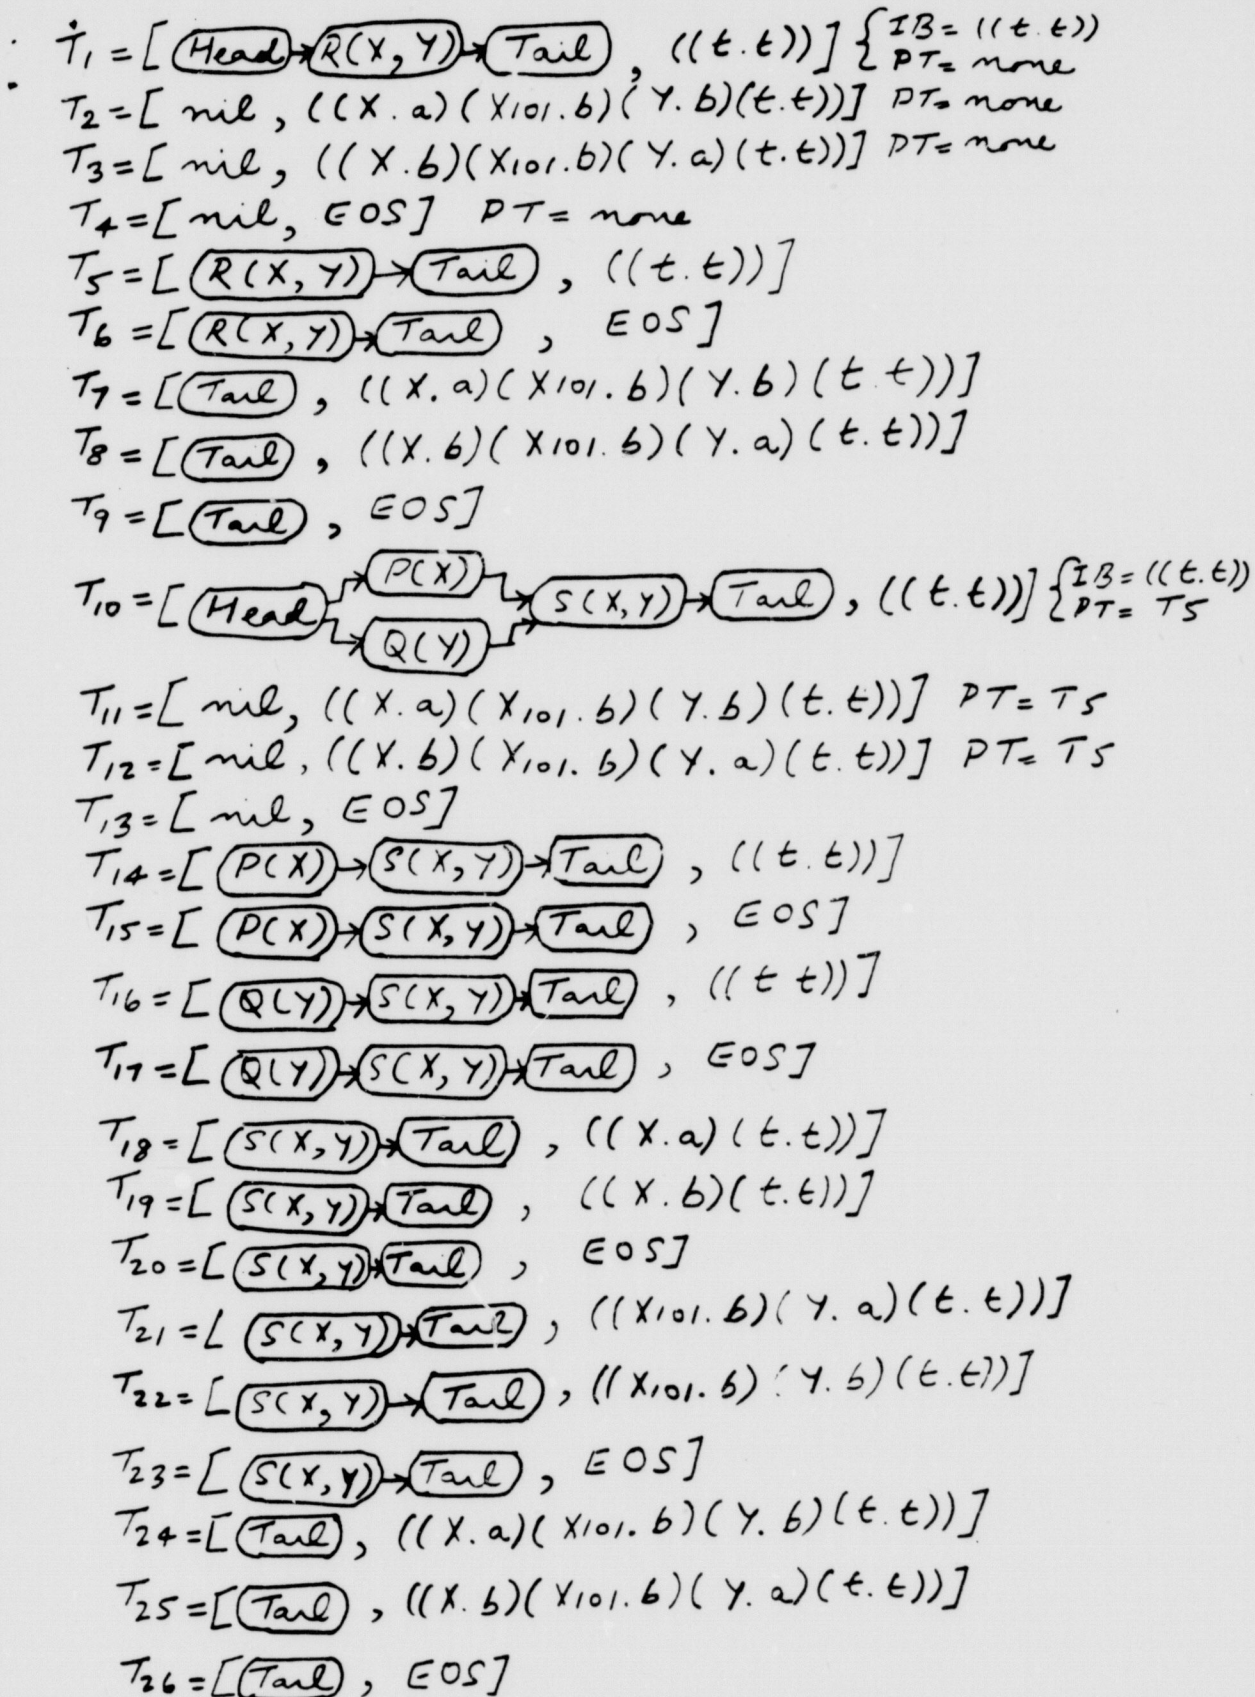 T1 = [ Head → R(X, Y) → Tail , ((t.t)) ] { IB = ((t.t))
PT = none
T2 = [ nil, ((X.a)(X101.b)(Y.b)(t.t))] PT = none
T3 = [ nil, ((X.b)(X101.b)(Y.a)(t.t))] PT = none
T4 = [nil, EOS] PT = none
T5 = [ R(X, Y) → Tail , ((t.t))]
T6 = [ R(X, Y) → Tail , EOS]
T7 = [ Tail , ((X.a)(X101.b)(Y.b)(t.t))]
T8 = [ Tail , ((X.b)(X101.b)(Y.a)(t.t))]
T9 = [ Tail , EOS]
P(X)
T10 = [ Head → S(X,Y) → Tail , ((t.t))] { IB = ((t.t))
PT = T5
Q(Y)
T11 = [ nil, ((X.a)(X101.b)(Y.b)(t.t))] PT = T5
T12 = [ nil, ((X.b)(X101.b)(Y.a)(t.t))] PT = T5
T13 = [ nil, EOS]
T14 = [ P(X) → S(X, Y) → Tail , ((t.t))]
T15 = [ P(X) → S(X, Y) → Tail , EOS]
T16 = [ Q(Y) → S(X, Y) → Tail , ((t t))]
T17 = [ Q(Y) → S(X, Y) → Tail , EOS]
T18 = [ S(X, Y) → Tail , ((X.a)(t.t))]
T19 = [ S(X, Y) → Tail , ((X.b)(t.t))]
T20 = [ S(X, Y) → Tail , EOS]
T21 = [ S(X, Y) → Tail , ((X101.b)(Y.a)(t.t))]
T22 = [ S(X, Y) → Tail , ((X101.b)(Y.b)(t.t))]
T23 = [ S(X, Y) → Tail , EOS]
T24 = [ Tail , ((X.a)(X101.b)(Y.b)(t.t))]
T25 = [ Tail , ((X.b)(X101.b)(Y.a)(t.t))]
T26 = [ Tail , EOS]